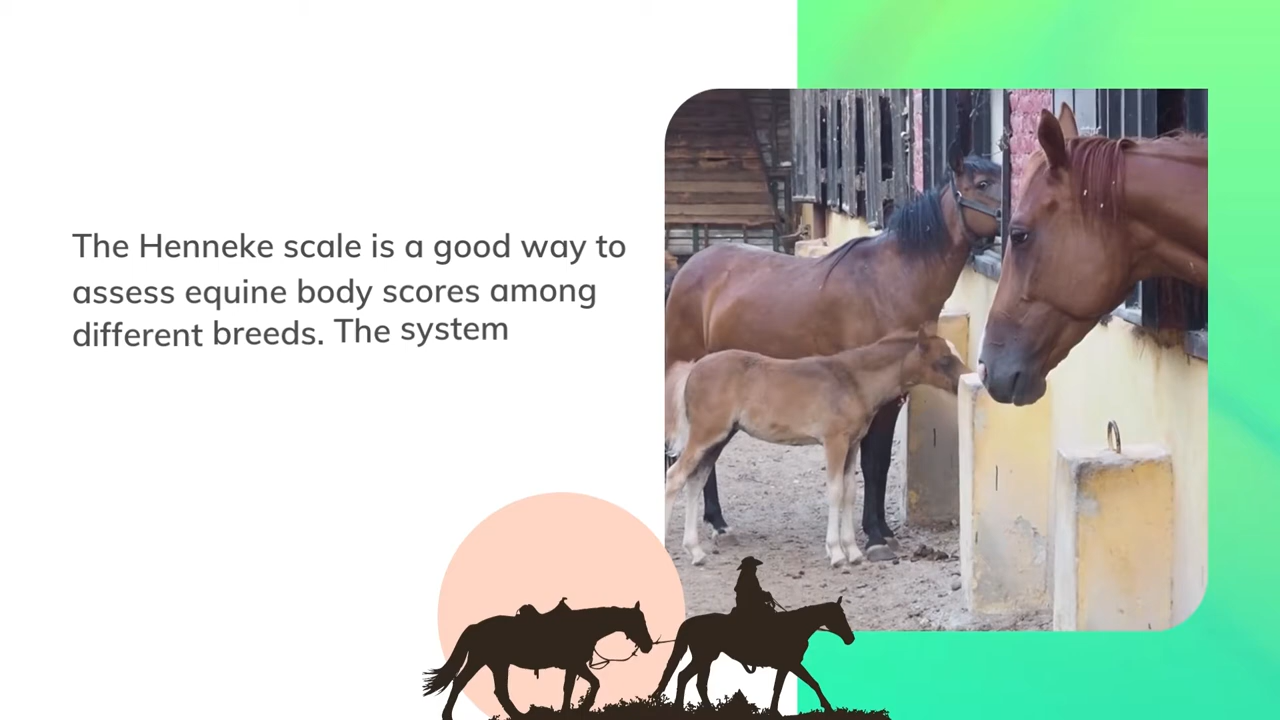 The Henneke scale is a good way to
assess equine body scores among
different breeds. The system